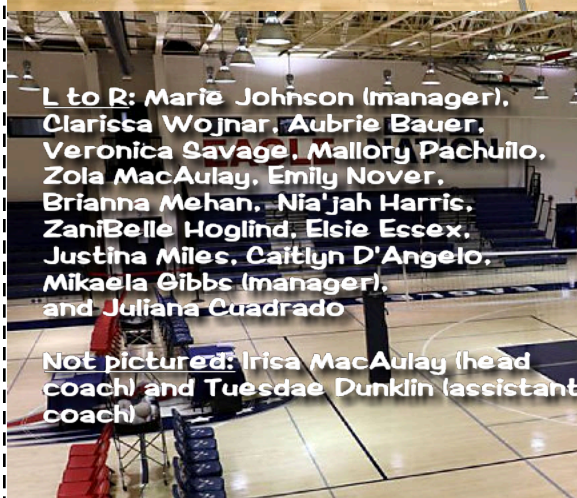 L to R: Marie Johnson (manager),
Clarissa Wojnar, Aubrie Bauer,
Veronica Savage, Mallory Pachuilo,
Zola MacAulay, Emily Nover,
Brianna Mehan,  Nia'jah Harris,
ZaniBelle Hoglind, Elsie Essex,
Justina Miles, Caitlyn D'Angelo,
Mikaela Gibbs (manager),
and Juliana Cuadrado
Not pictured: Irisa MacAulay (head
coach) and Tuesdae Dunklin (assistant
coach)
EAGLE NATION